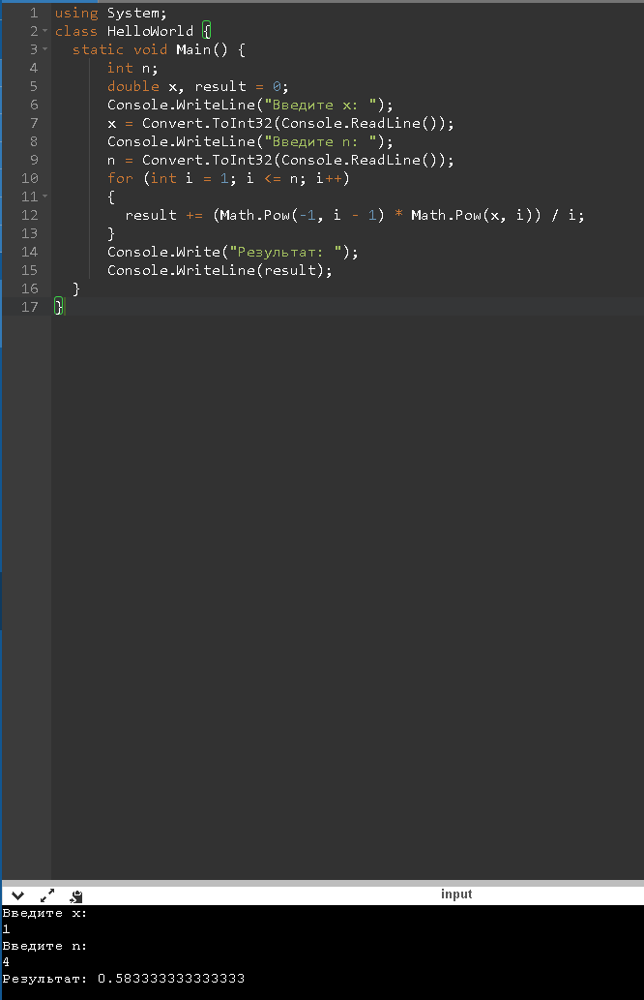 1 using System;
2 class HelloWorld {
3   static void Main() {
4       int n;
5       double x, result = 0;
6       Console.WriteLine("Введите x: ");
7       x = Convert.ToInt32(Console.ReadLine());
8       Console.WriteLine("Введите n: ");
9       n = Convert.ToInt32(Console.ReadLine());
10       for (int i = 1; i <= n; i++)
11       {
12         result += (Math.Pow(-1, i - 1) * Math.Pow(x, i)) / i;
13       }
14       Console.Write("Результат: ");
15       Console.WriteLine(result);
16   }
17 }
input
Введите x:
1
Введите n:
4
Результат: 0.583333333333333